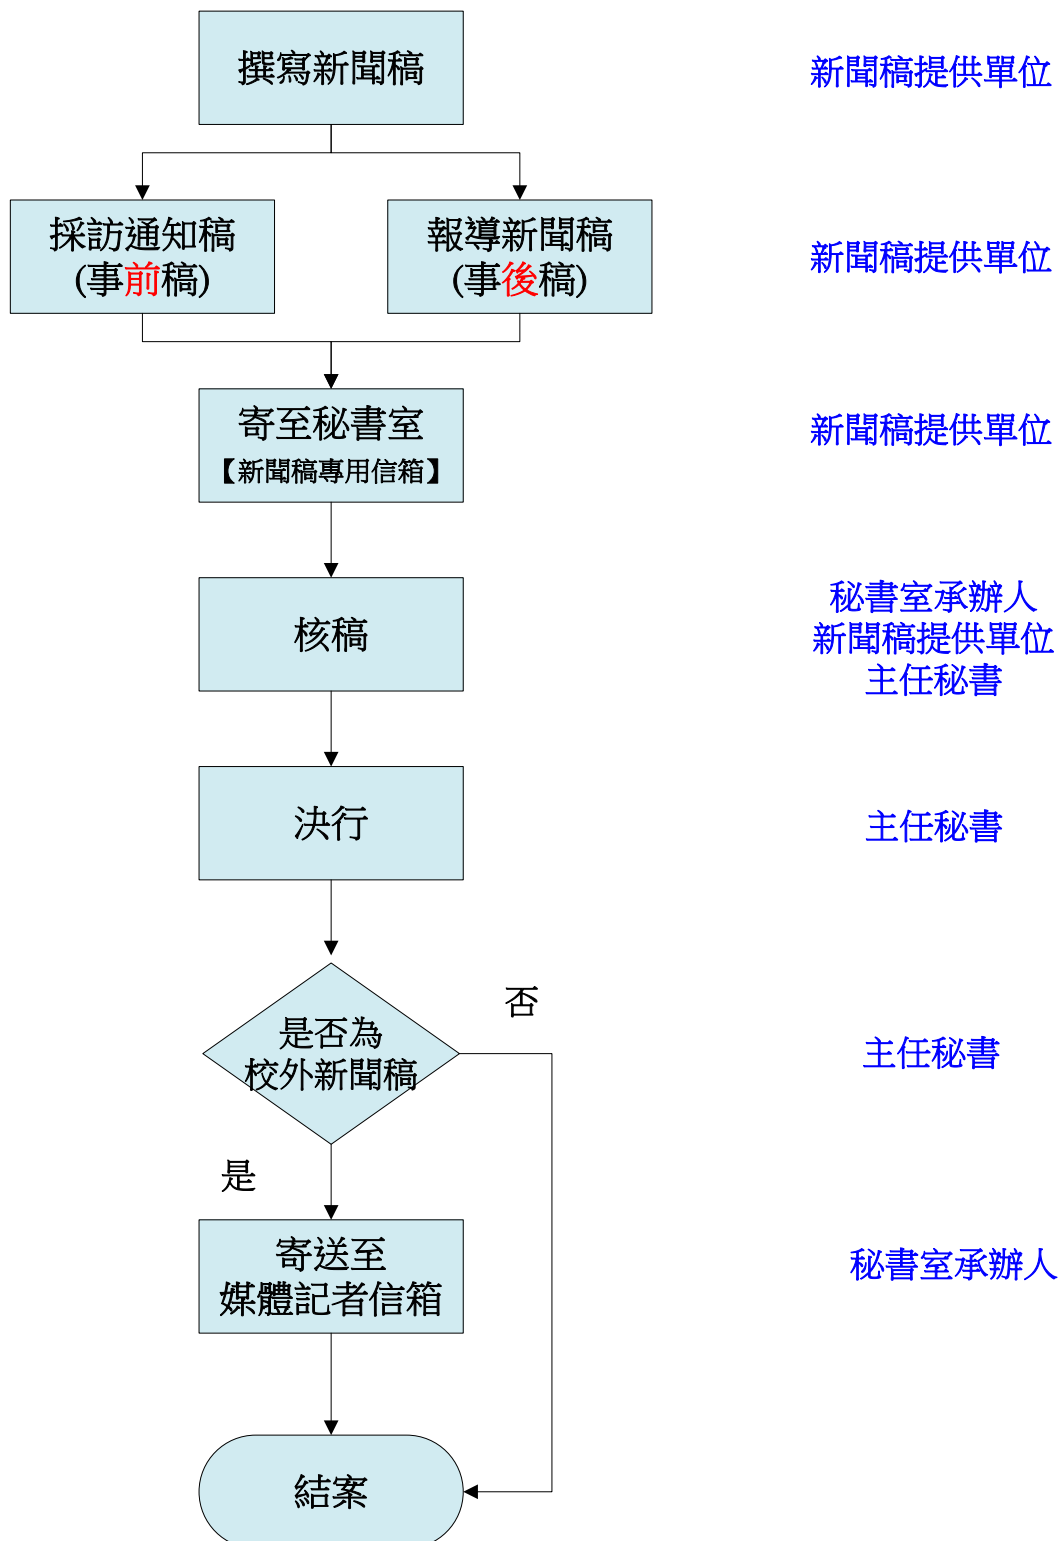 撰寫新聞稿
新聞稿提供單位
採訪通知稿
(事前稿)
報導新聞稿
(事後稿)
新聞稿提供單位
寄至秘書室
【新聞稿專用信箱】
新聞稿提供單位
核稿
秘書室承辦人
新聞稿提供單位
主任秘書
決行
主任秘書
是否為
校外新聞稿
否
主任秘書
是
寄送至
媒體記者信箱
秘書室承辦人
結案